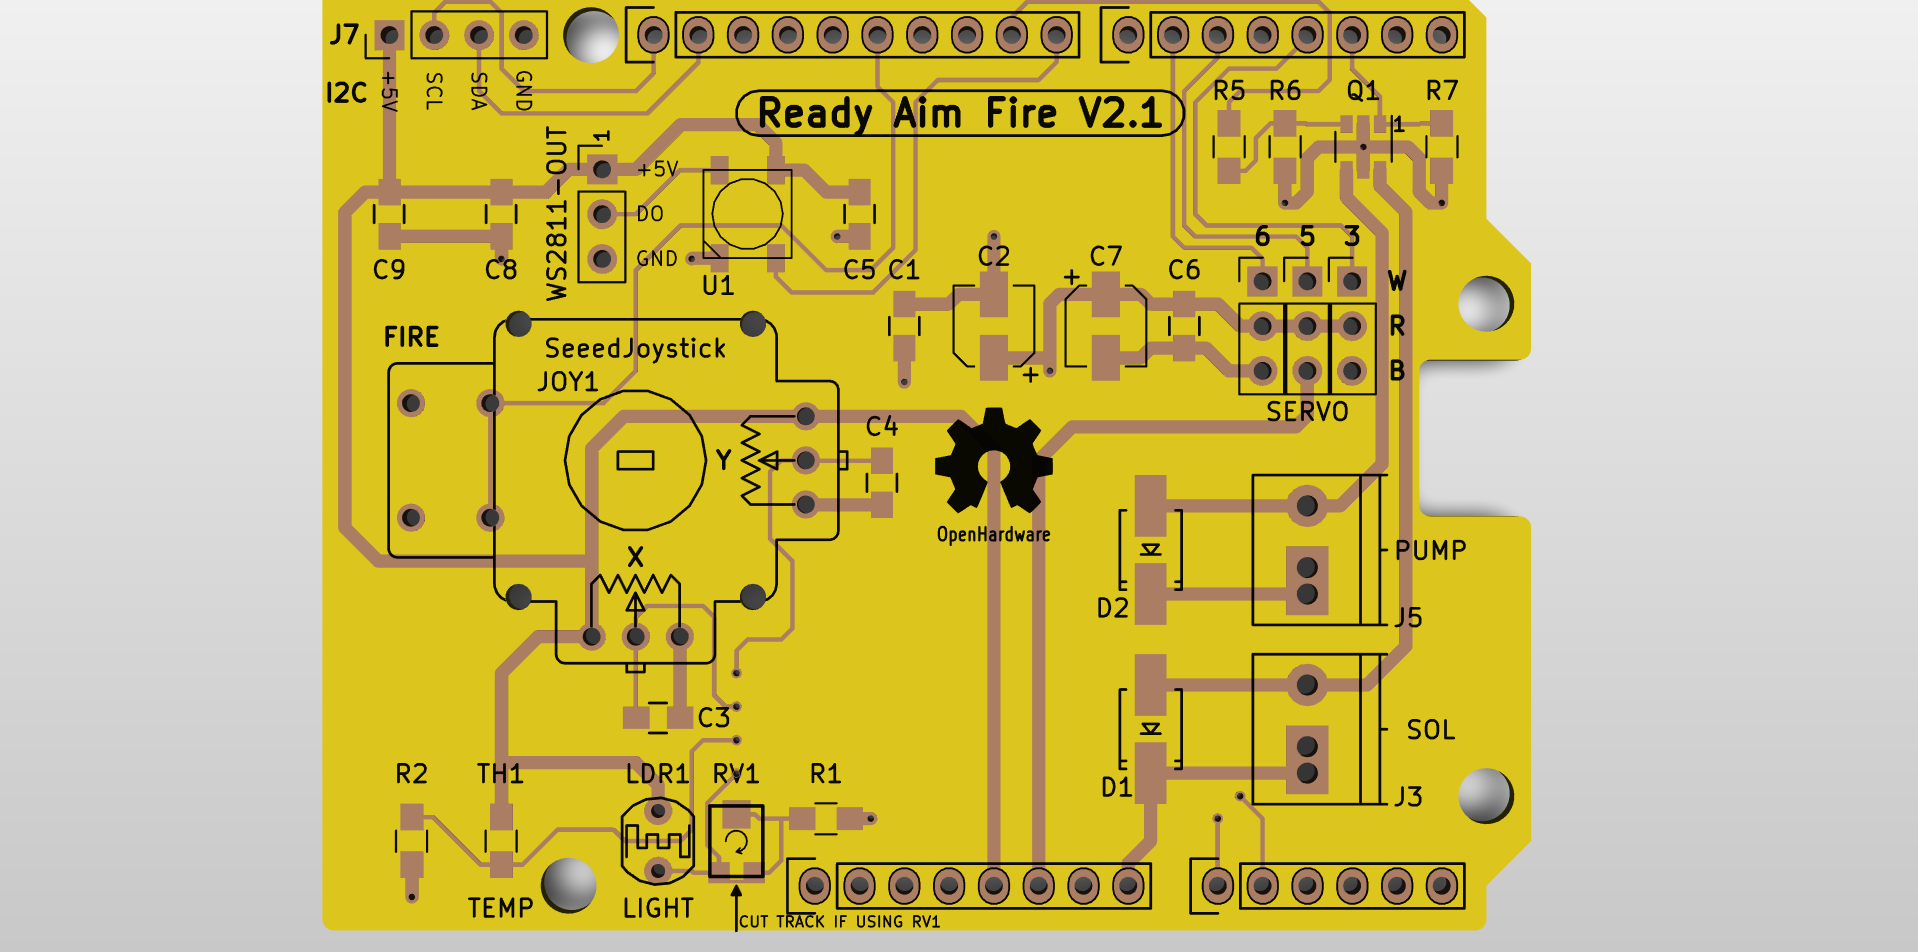 J7
I2C
+5V
SCL
SDA
GND
Ready Aim Fire V2.1
R5
R6
Q1
R7
1
WS2811-OUT
1
+5V
DO
GND
C9
C8
U1
C5
C1
C2
C7
C6
+
+
6
5
3
W
R
B
SERVO
FIRE
SeeedJoystick
JOY1
Y
X
C4
OpenHardware
PUMP
D2
J5
SOL
D1
J3
C3
R2
TH1
LDR1
RV1
R1
TEMP
LIGHT
CUT TRACK IF USING RV1